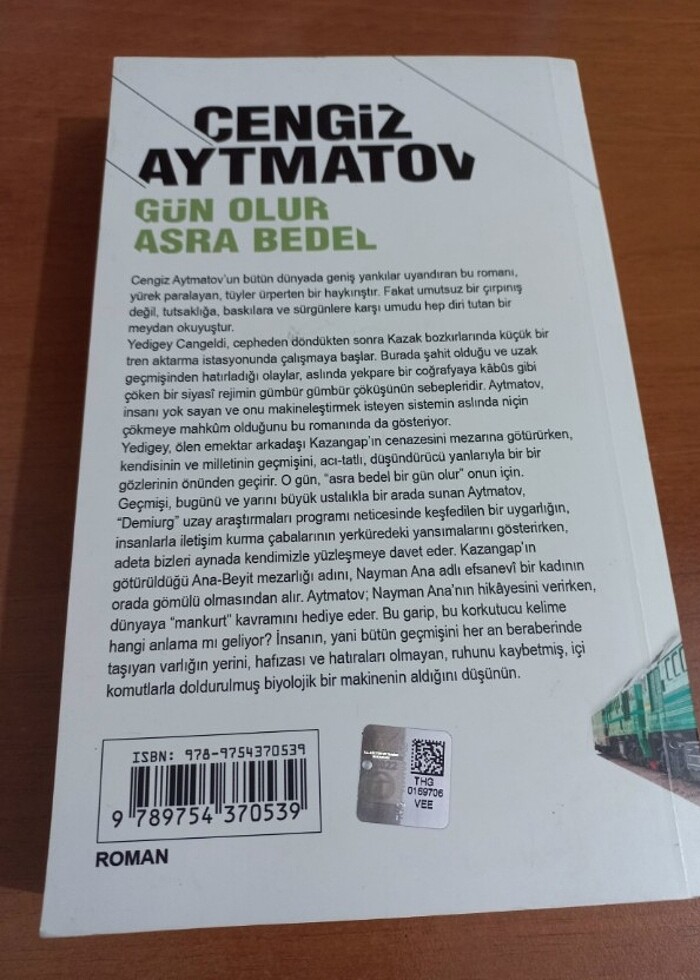 CENGİZ
AYTMATOV
GÜN OLUR
ASRA BEDEL
Cengiz Aytmatov'un bütün dünyada geniş yankılar uyandıran bu romanı,
yürek paralayan, tüyler ürperten bir haykırıştır. Fakat umutsuz bir çırpınış
değil, tutsaklığa, baskılara ve sürgünlere karşı umudu hep diri tutan bir
meydan okuyuştur.
Yedigey Cangeldi, cepheden döndükten sonra Kazak bozkırlarında küçük bir
tren aktarma istasyonunda çalışmaya başlar. Burada şahit olduğu ve uzak
geçmişinden hatırladığı olaylar, aslında yekpare bir coğrafyaya kâbûs gibi
çöken bir siyasî rejimin gümbür gümbür çöküşünün sebepleridir. Aytmatov,
insanı yok sayan ve onu makineleştirmek isteyen sistemin aslında niçin
çökmeye mahkûm olduğunu bu romanında da gösteriyor.
Yedigey, ölen emektar arkadaşı Kazangap'ın cenazesini mezarına götürürken,
kendisinin ve milletinin geçmişini, acı-tatlı, düşündürücü yanlarıyla bir bir
gözlerinin önünden geçirir. O gün, "asra bedel bir gün olur" onun için.
Geçmişi, bugünü ve yarını büyük ustalıkla bir arada sunan Aytmatov,
"Demiurg" uzay araştırmaları programı neticesinde keşfedilen bir uygarlığın,
insanlarla iletişim kurma çabalarının yerküredeki yansımalarını gösterirken,
adeta bizleri aynada kendimizle yüzleşmeye davet eder. Kazangap'ın
götürüldüğü Ana-Beyit mezarlığı adını, Nayman Ana adlı efsanevî bir kadının
orada gömülü olmasından alır. Aytmatov; Nayman Ana'nın hikâyesini verirken,
dünyaya "mankurt" kavramını hediye eder. Bu garip, bu korkutucu kelime
hangi anlama mı geliyor? İnsanın, yani bütün geçmişini her an beraberinde
taşıyan varlığın yerini, hafızası ve hatıraları olmayan, ruhunu kaybetmiş, içi
komutlarla doldurulmuş biyolojik bir makinenin aldığını düşünün.
ISBN: 978-9754370539
9 789754 370539
THG
0169706
VEE
ROMAN